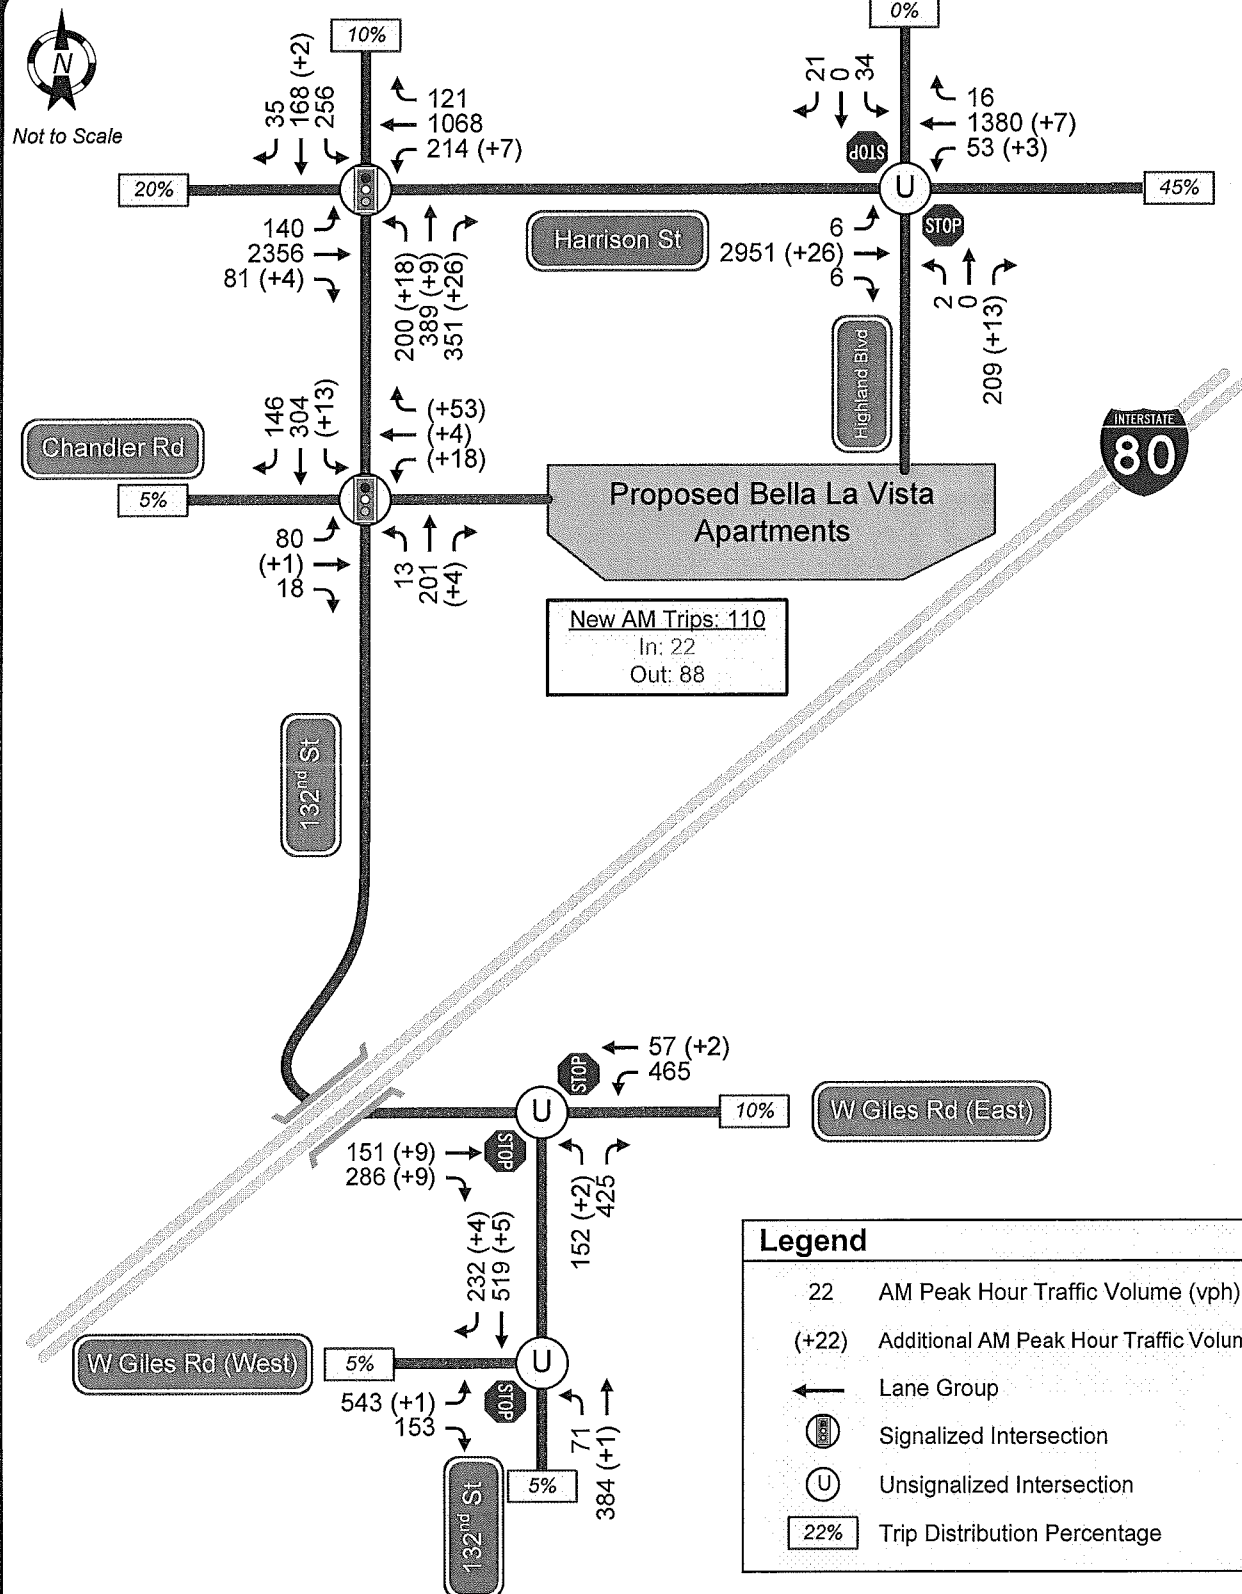 N
Not to Scale
10%
0%
35
168 (+2)
256
121
1068
214 (+7)
21
0
34
STOP
16
1380 (+7)
53 (+3)
20%
U
45%
140
2356
81 (+4)
200 (+18)
389 (+9)
351 (+26)
Harrison St
6
2951 (+26)
6
STOP
2
0
209 (+13)
Highland Blvd
Chandler Rd
146
304
(+13)
(+53)
(+4)
(+18)
INTERSTATE
80
5%
80
(+1)
18
13
201
(+4)
Proposed Bella La Vista
Apartments
New AM Trips: 110
In: 22
Out: 88
132nd St
STOP
57 (+2)
465
U
10%
W Giles Rd (East)
151 (+9)
286 (+9)
STOP
152 (+2)
425
232 (+4)
519 (+5)
W Giles Rd (West)
5%
U
543 (+1)
153
STOP
71
384 (+1)
132nd St
5%
Legend
22 AM Peak Hour Traffic Volume (vph)
(+22) Additional AM Peak Hour Traffic Volum
Lane Group
Signalized Intersection
U Unsignalized Intersection
22% Trip Distribution Percentage